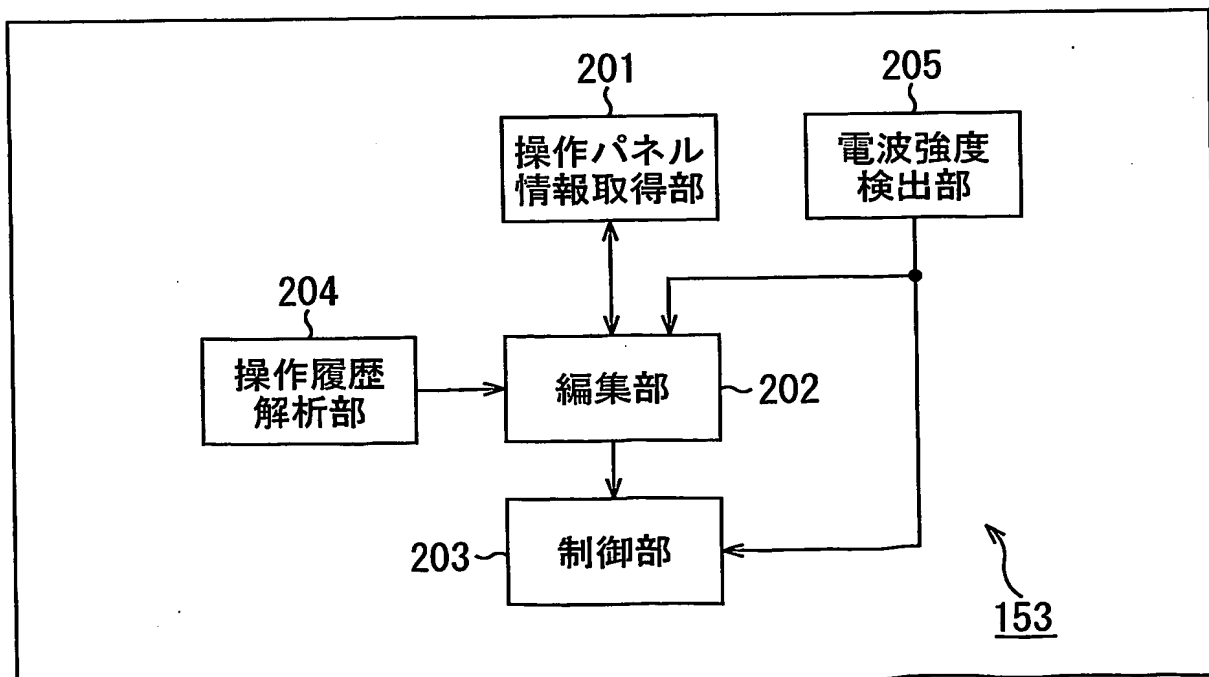 201
操作パネル
情報取得部
205
電波強度
検出部
204
操作履歴
解析部
編集部
202
203
制御部
153